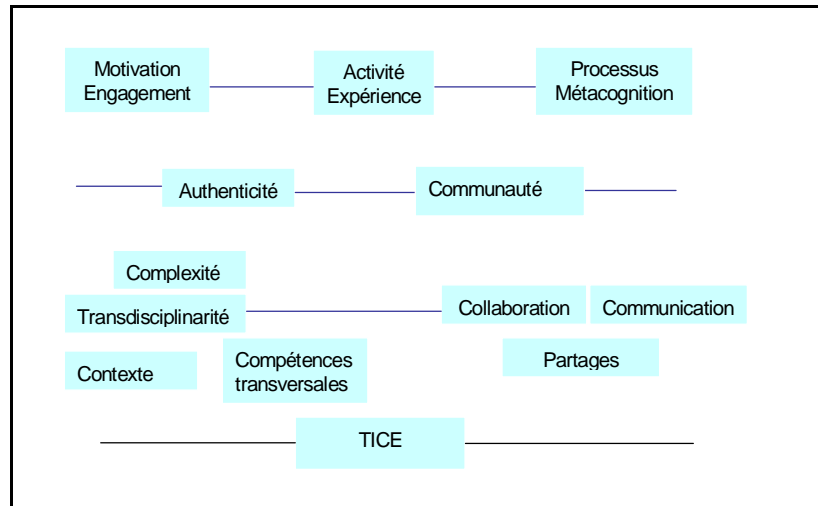 Motivation
Engagement
Activité
Expérience
Processus
Métacognition
Authenticité
Communauté
Complexité
Transdisciplinarité
Collaboration
Communication
Contexte
Compétences
transversales
Partages
TICE